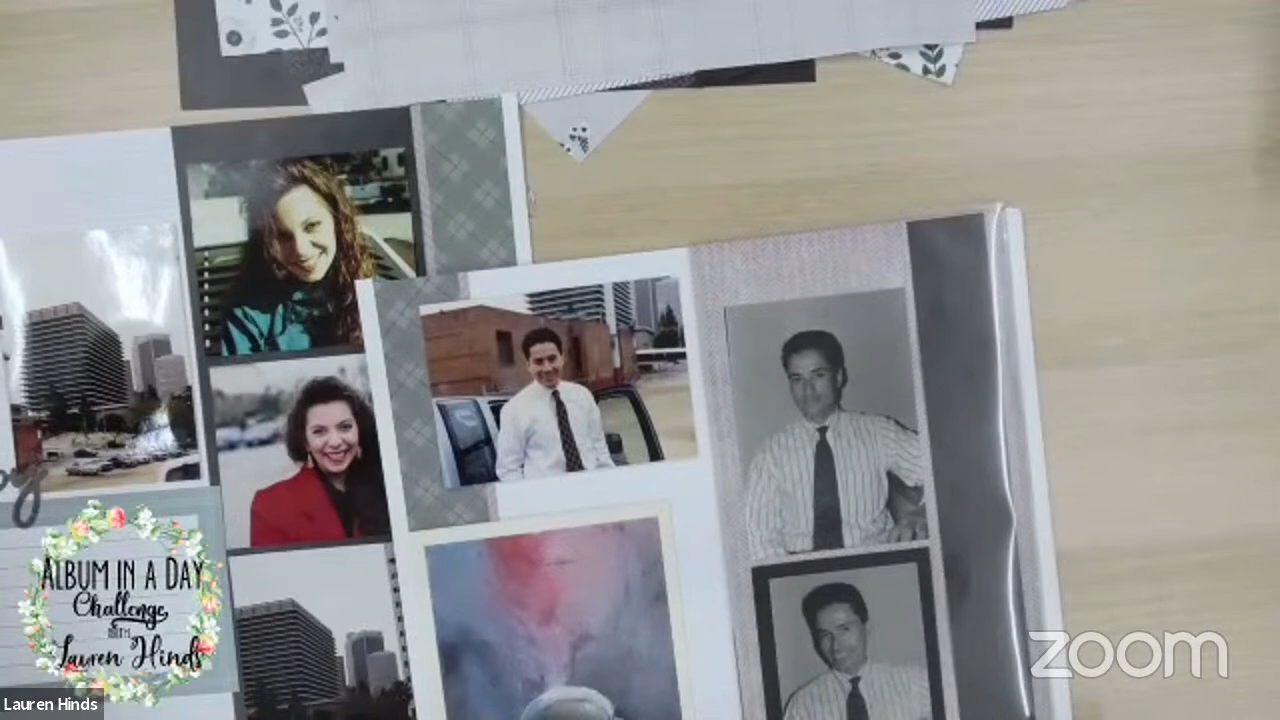 ALBUM IN A DAY
Challenge
WITH
Lauren Hinds
Lauren Hinds
zoom